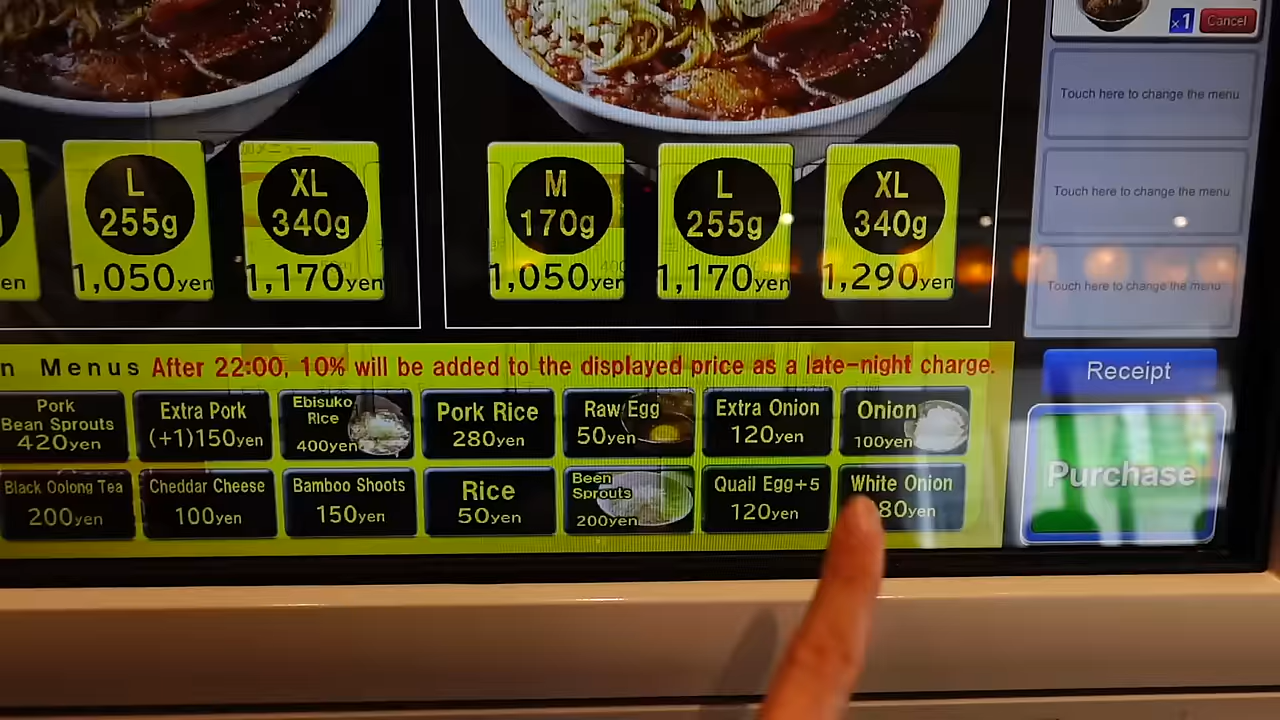 ×1 Cancel
Touch here to change the menu
Touch here to change the menu
Touch here to change the menu
L
255g
1,050yen
XL
340g
1,170yen
M
170g
1,050yen
L
255g
1,170yen
XL
340g
1,290yen
en
n Menus After 22:00, 10% will be added to the displayed price as a late-night charge.
Receipt
Purchase
Pork
Bean Sprouts
420yen
Extra Pork
(+1)150yen
Ebisuko
Rice
400yen
Pork Rice
280yen
Raw Egg
50yen
Extra Onion
120yen
Onion
100yen
Black Oolong Tea
200yen
Cheddar Cheese
100yen
Bamboo Shoots
150yen
Rice
50yen
Been
Sprouts
200yen
Quail Egg+5
120yen
White Onion
80yen